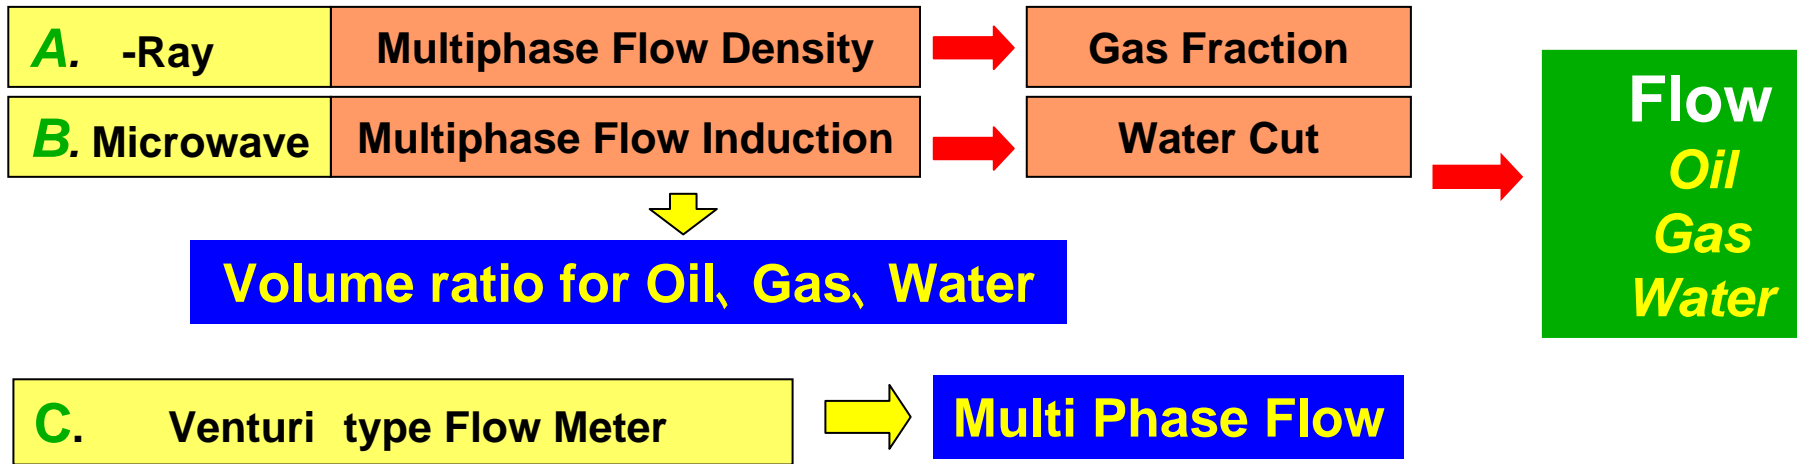 A. -Ray Multiphase Flow Density Gas Fraction
B. Microwave Multiphase Flow Induction Water Cut
Flow
Oil
Gas
Water
Volume ratio for Oil、Gas、Water
C. Venturi type Flow Meter Multi Phase Flow